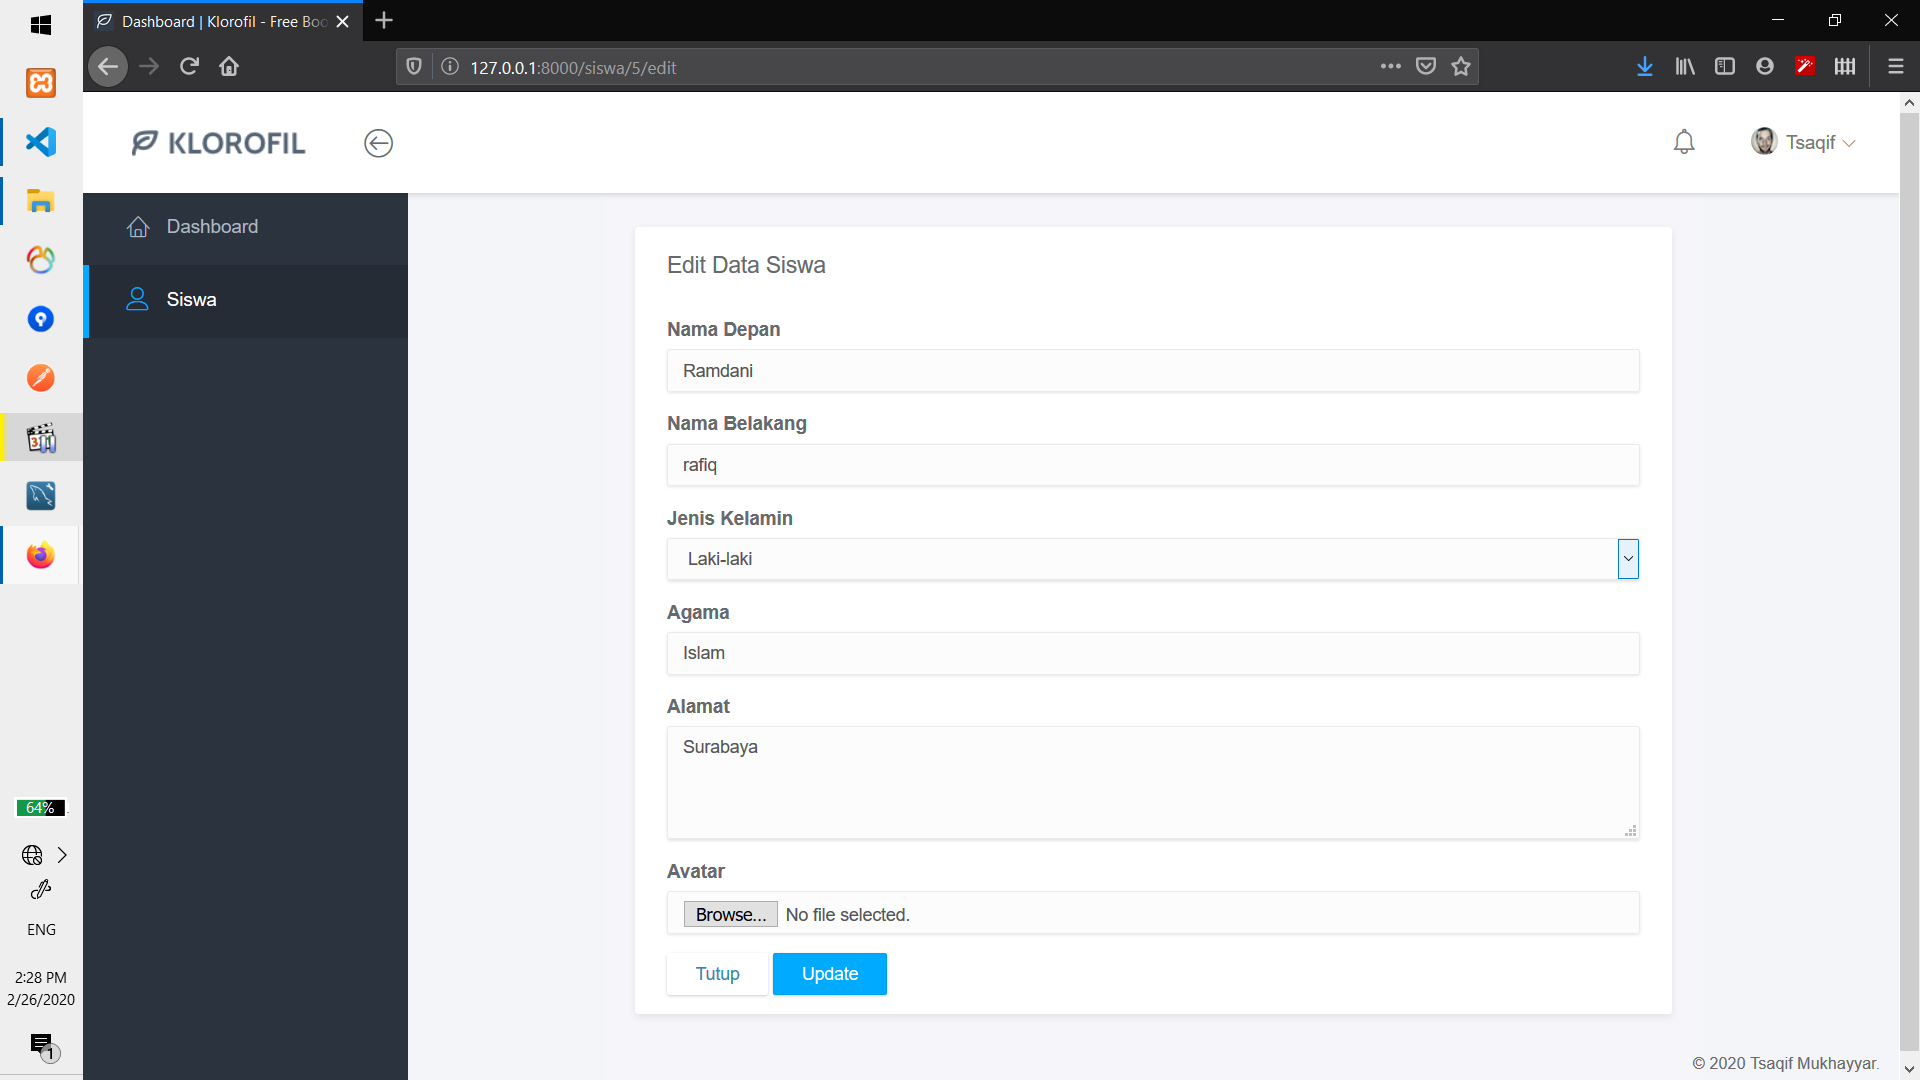 Dashboard | Klorofil - Free Boo
127.0.0.1:8000/siswa/5/edit
KLOROFIL
Tsaqif
Dashboard
Siswa
Edit Data Siswa
Nama Depan
Ramdani
Nama Belakang
rafiq
Jenis Kelamin
Laki-laki
Agama
Islam
Alamat
Surabaya
Avatar
Browse... No file selected.
Tutup Update
© 2020 Tsaqif Mukhayyar.
64%
ENG
2:28 PM
2/26/2020
1